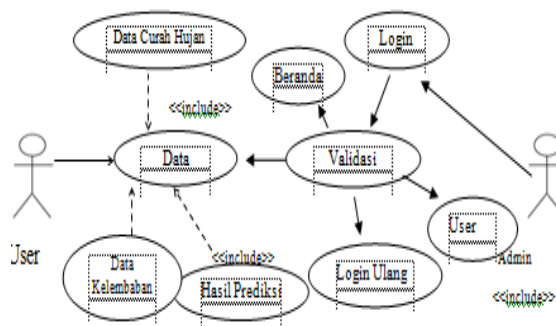 Data Curah Hujan
Login
Beranda
<<include>>
Data
Validasi
User
User
Admin
<<include>>
Data
Kelembaban
Hasil Prediksi
Login Ulang
<<include>>